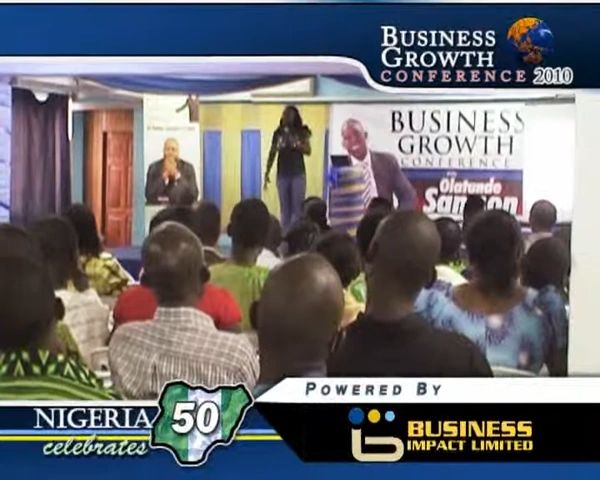 BUSINESS
GROWTH
CONFERENCE 2010
BUSINESS
GROWTH
CONFERENCE
Olatunde
Samson
POWERED BY
NIGERIA 50
celebrates
BUSINESS
IMPACT LIMITED